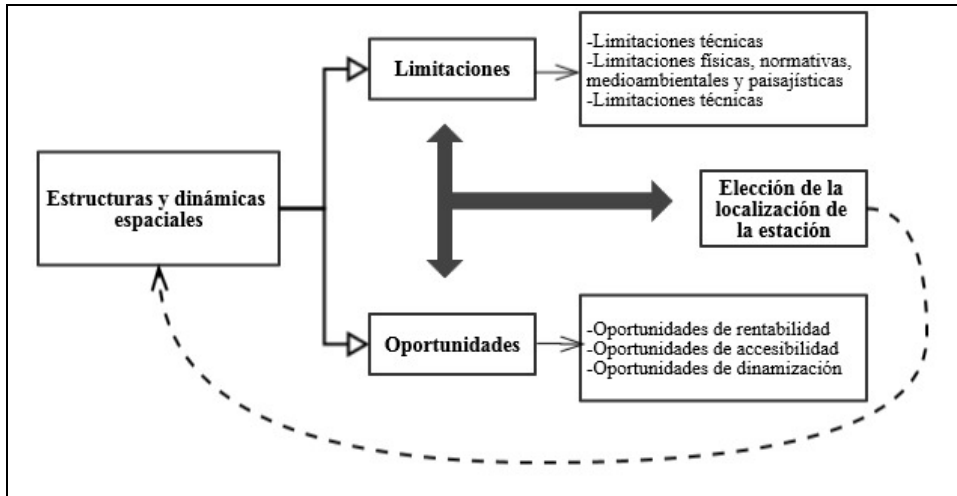 Limitaciones
-Limitaciones técnicas
-Limitaciones físicas, normativas,
medioambientales y paisajísticas
-Limitaciones técnicas
Estructuras y dinámicas
espaciales
Elección de la
localización de
la estación
Oportunidades
-Oportunidades de rentabilidad
-Oportunidades de accesibilidad
-Oportunidades de dinamización